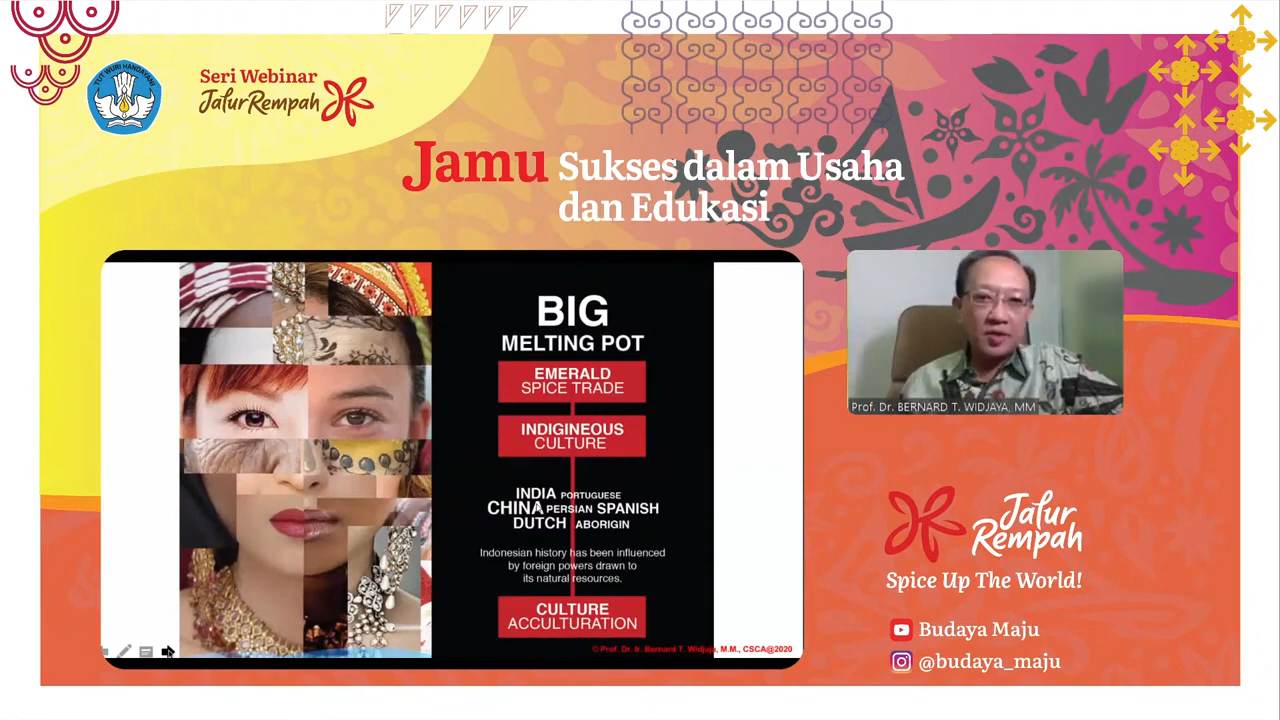 TUT WURI HANDAYANI
Seri Webinar
Jalur Rempah
Jamu Sukses dalam Usaha
dan Edukasi
BIG
MELTING POT
EMERALD
SPICE TRADE
INDIGINEOUS
CULTURE
INDIA PORTUGUESE
CHINA PERSIAN SPANISH
DUTCH ABORIGIN
Indonesian history has been influenced
by foreign powers drawn to
its natural resources.
CULTURE
ACCULTURATION
© Prof. Dr. Ir. Bernard T. Widjaja, M.M., CSCA@2020
Prof. Dr. BERNARD T. WIDJAYA, MM
Jalur
Rempah
Spice Up The World!
Budaya Maju
@budaya_maju